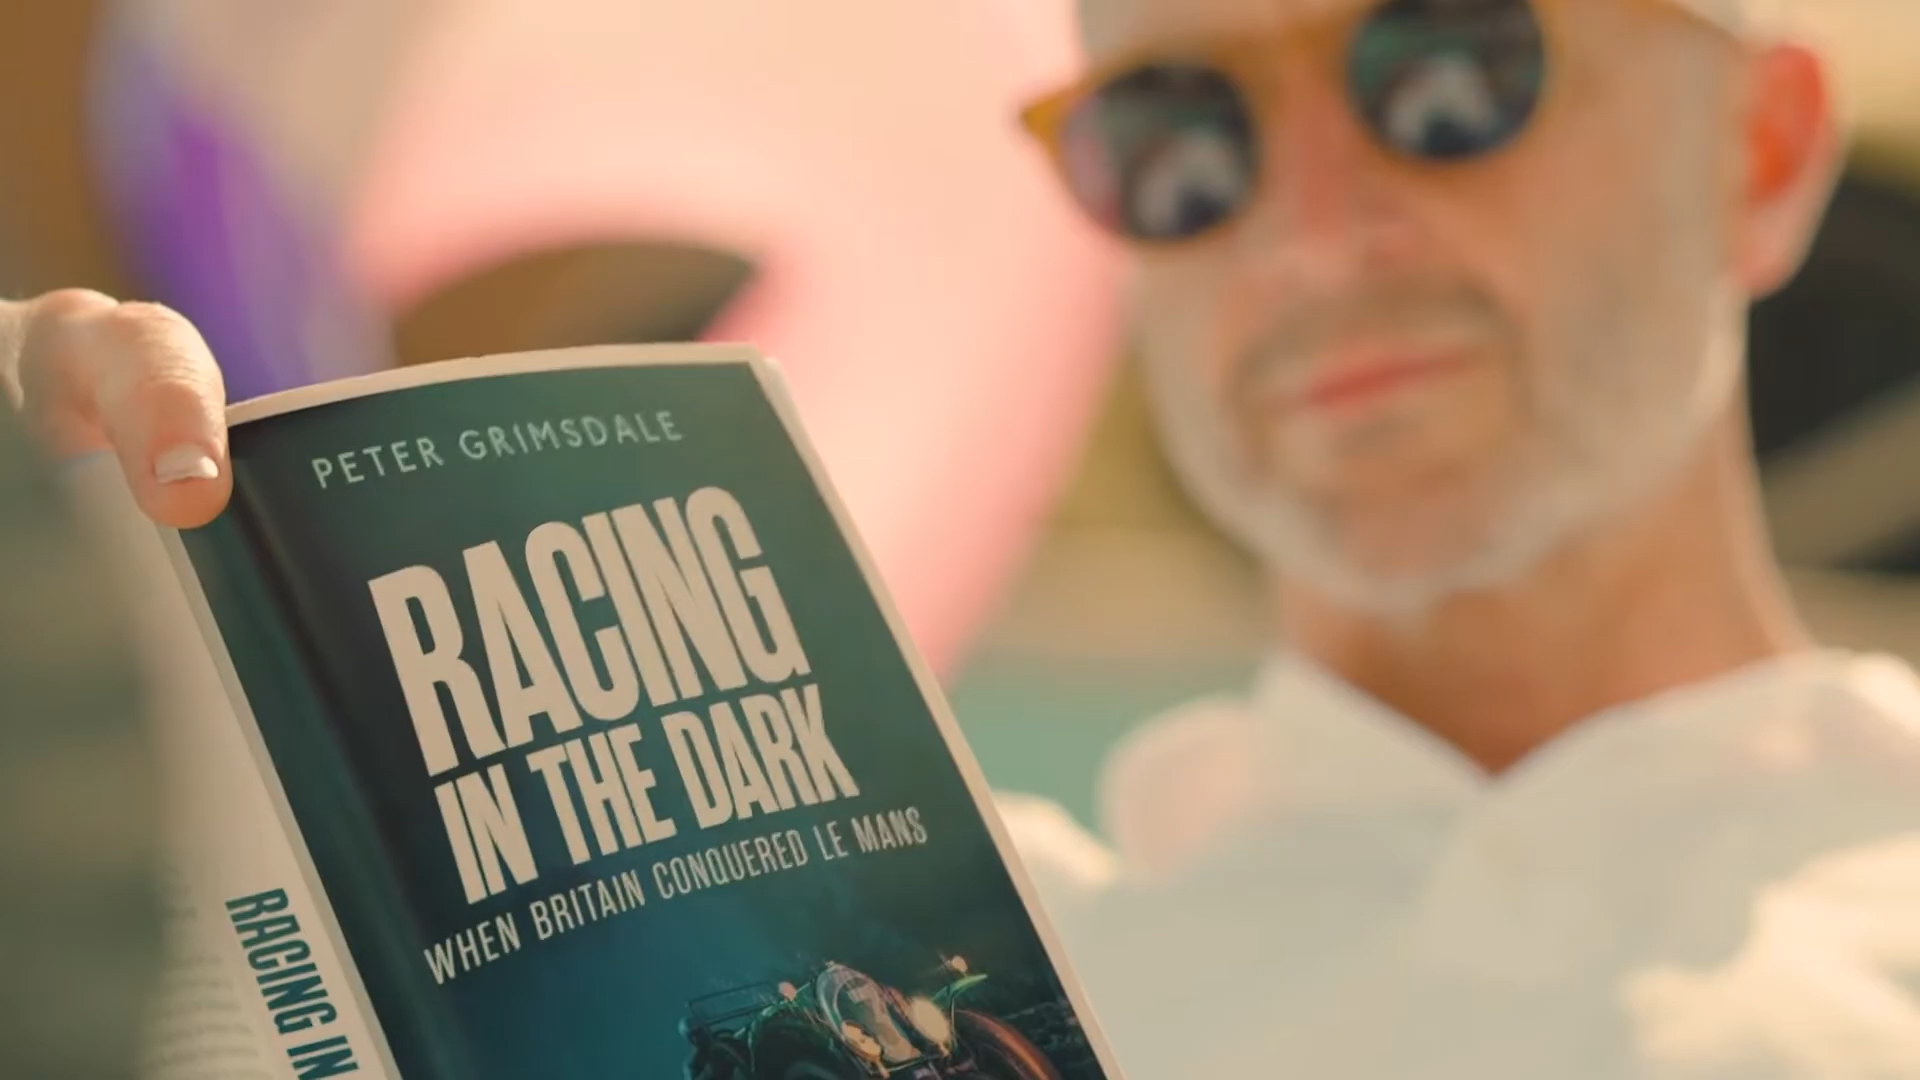 PETER GRIMSDALE
RACING
IN THE DARK
WHEN BRITAIN CONQUERED LE MANS
RACING IN